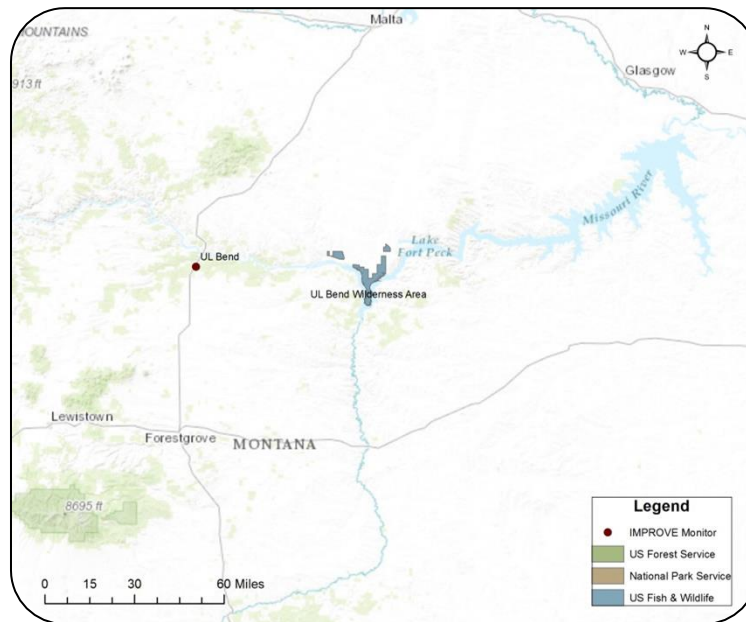 Malta
OUNTAINS
N
W E
S
Glasgow
913 ft
Missouri River
Lake
Fort Peck
UL Bend
UL Bend Wilderness Area
Lewistown
Forestgrove
MONTANA
8695 ft
Legend
IMPROVE Monitor
US Forest Service
National Park Service
US Fish & Wildlife
0 15 30 60 Miles